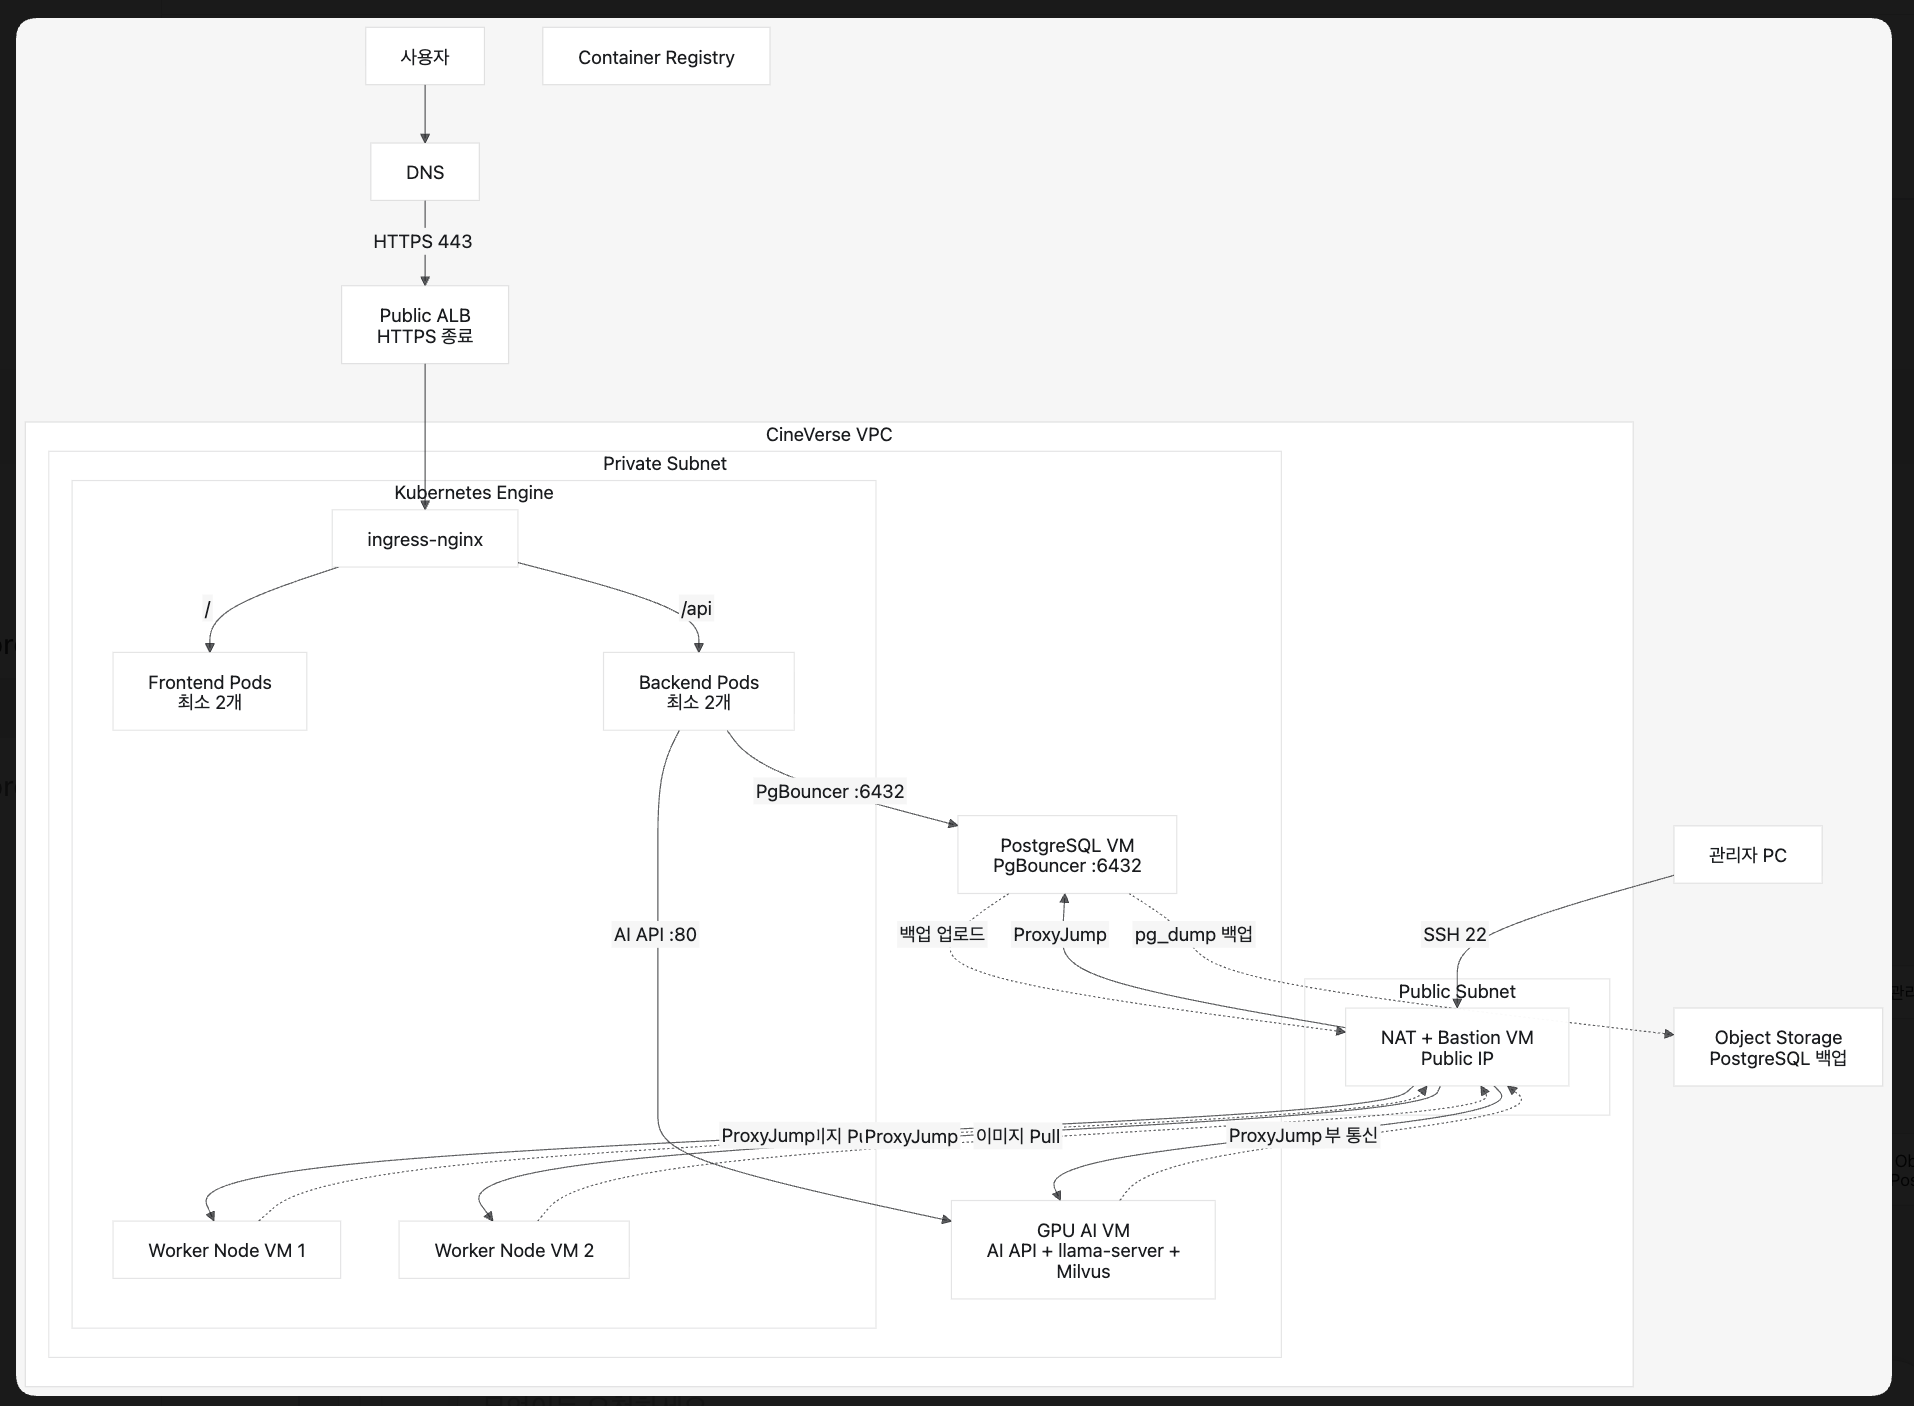 사용자
Container Registry
DNS
HTTPS 443
Public ALB
HTTPS 종료
CineVerse VPC
Private Subnet
Kubernetes Engine
ingress-nginx
/
/api
Frontend Pods
최소 2개
Backend Pods
최소 2개
PgBouncer :6432
PostgreSQL VM
PgBouncer :6432
관리자 PC
AI API :80
백업 업로드
ProxyJump
pg_dump 백업
SSH 22
Public Subnet
NAT + Bastion VM
Public IP
Object Storage
PostgreSQL 백업
ProxyJump
ProxyJump
이미지 Pull
ProxyJump
부 통신
Worker Node VM 1
Worker Node VM 2
GPU AI VM
AI API + llama-server +
Milvus